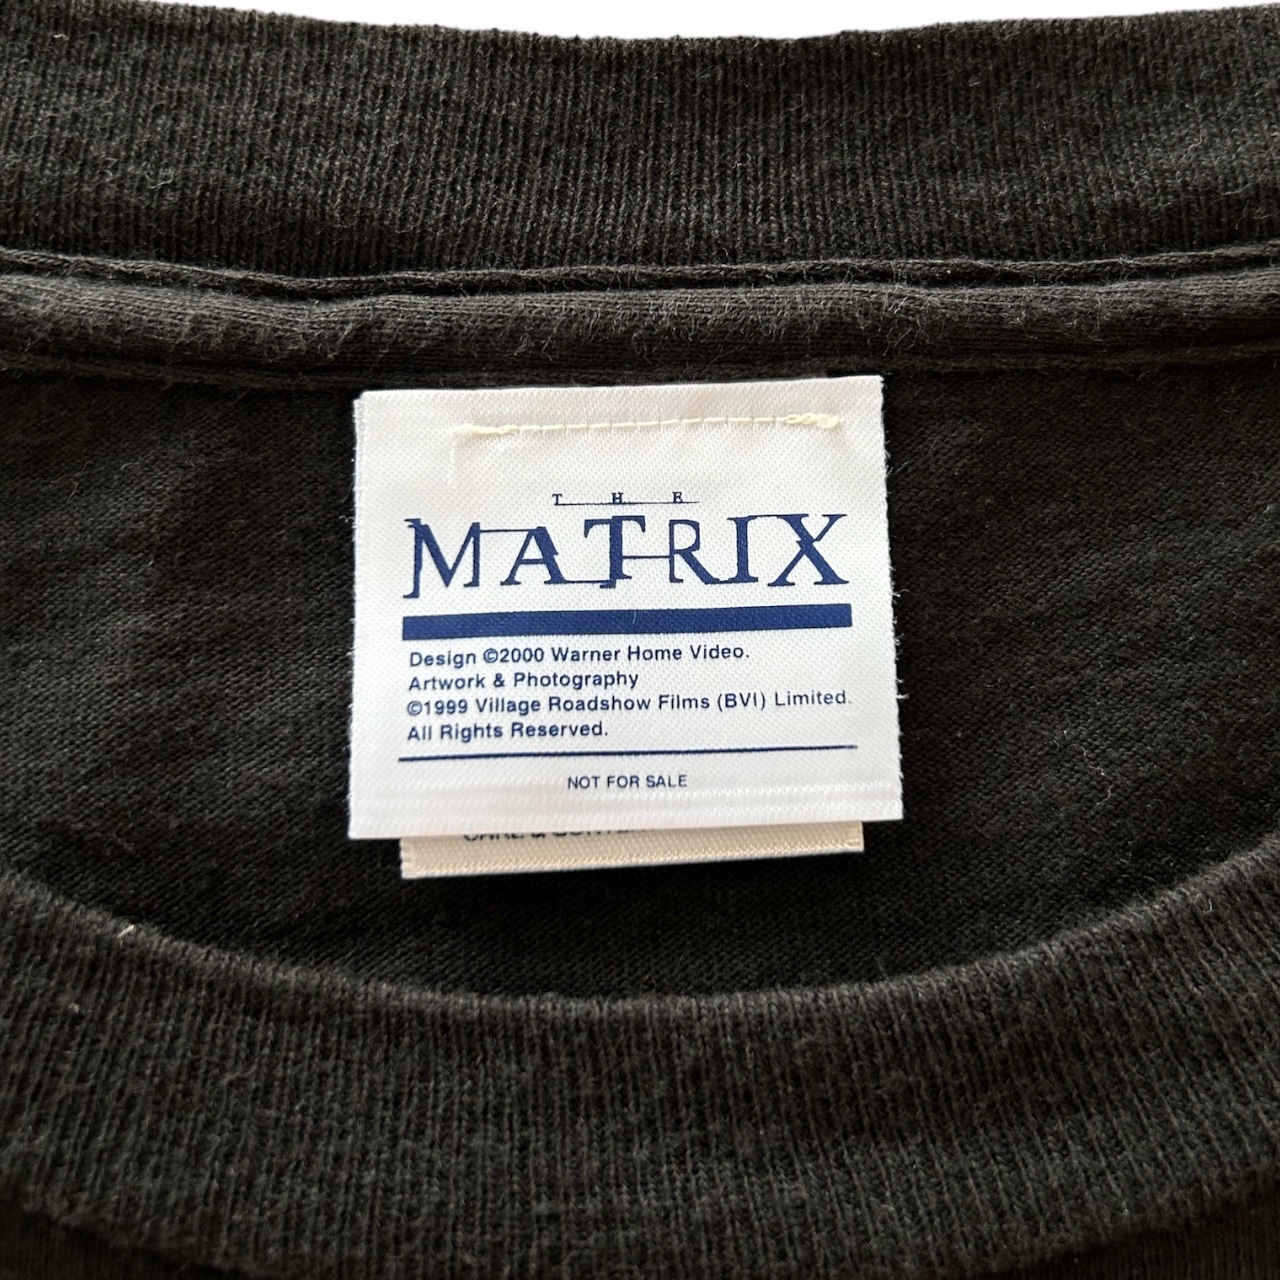 THE
MATRIX
Design ©2000 Warner Home Video.
Artwork & Photography
©1999 Village Roadshow Films (BVI) Limited.
All Rights Reserved.
NOT FOR SALE